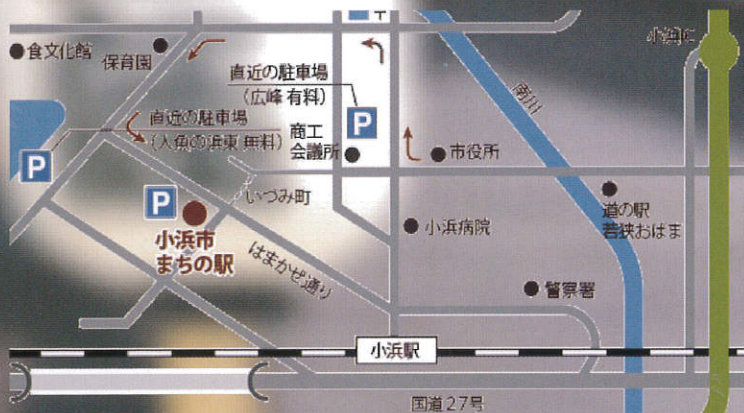 小浜IC
食文化館
保育園
直近の駐車場
(広峰 有料)
P
南川
直近の駐車場
(人魚の浜東 無料)
P
商工
会議所
市役所
P
いづみ町
小浜市
まちの駅
はまかぜ通り
小浜病院
道の駅
若狭おばま
警察署
小浜駅
国道27号